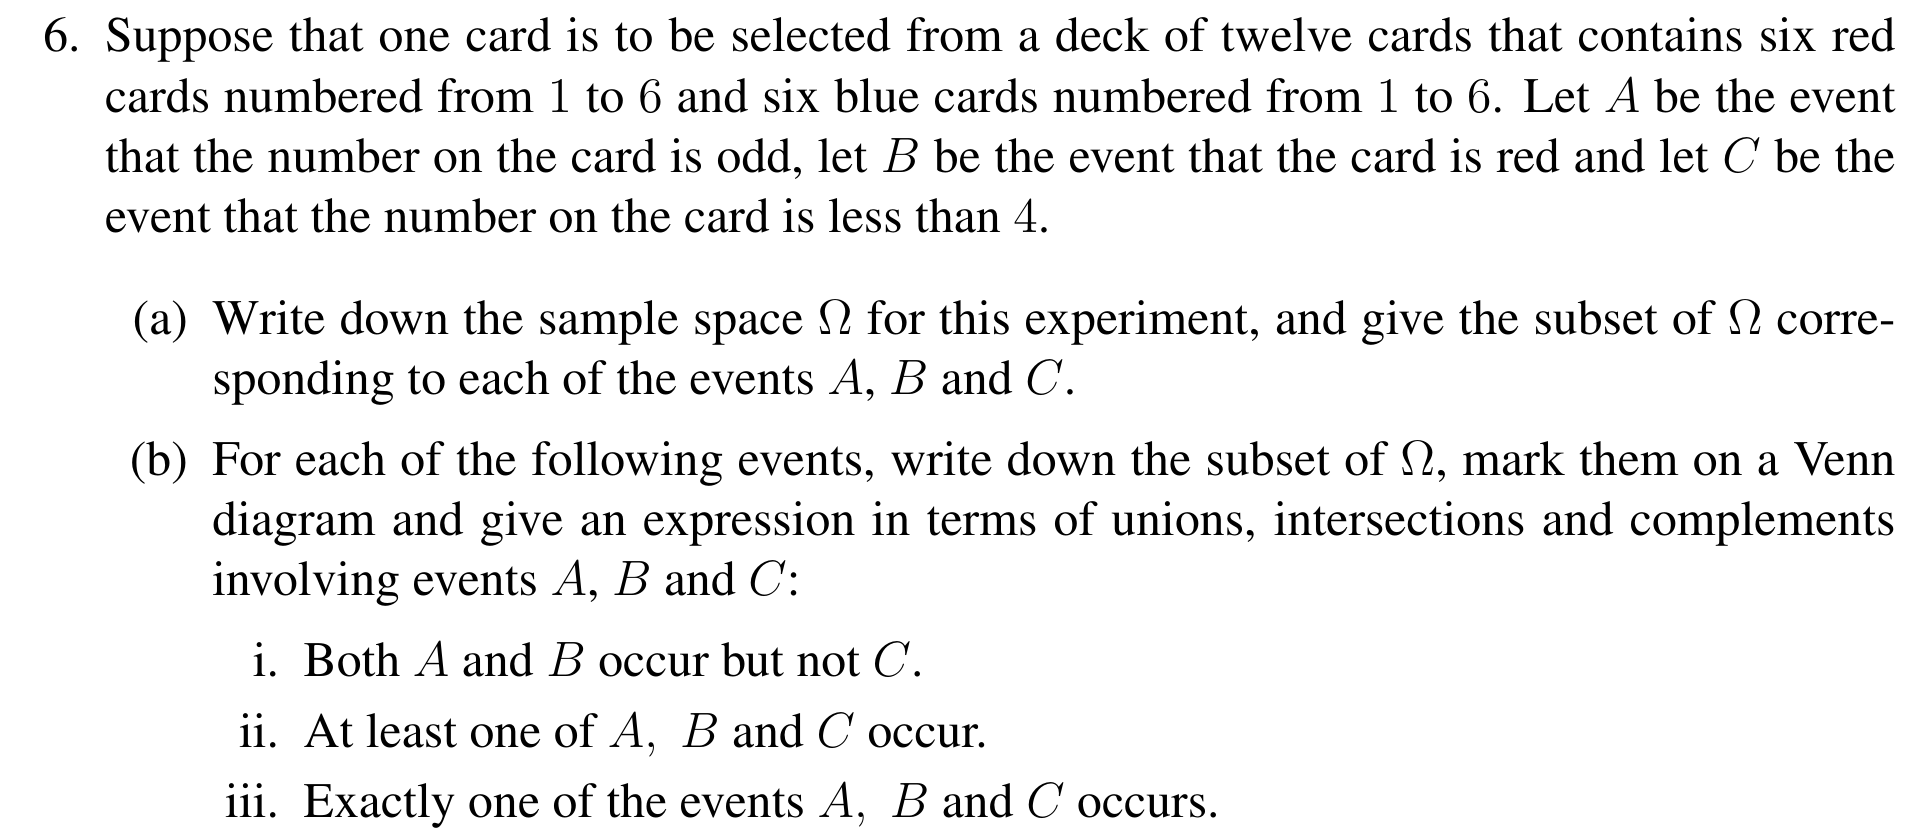 6. Suppose that one card is to be selected from a deck of twelve cards that contains six red
cards numbered from 1 to 6 and six blue cards numbered from 1 to 6. Let A be the event
that the number on the card is odd, let B be the event that the card is red and let C be the
event that the number on the card is less than 4.
(a) Write down the sample space Ω for this experiment, and give the subset of Ω corre-
sponding to each of the events A, B and C.
(b) For each of the following events, write down the subset of Ω, mark them on a Venn
diagram and give an expression in terms of unions, intersections and complements
involving events A, B and C:
i. Both A and B occur but not C.
ii. At least one of A, B and C occur.
iii. Exactly one of the events A, B and C occurs.